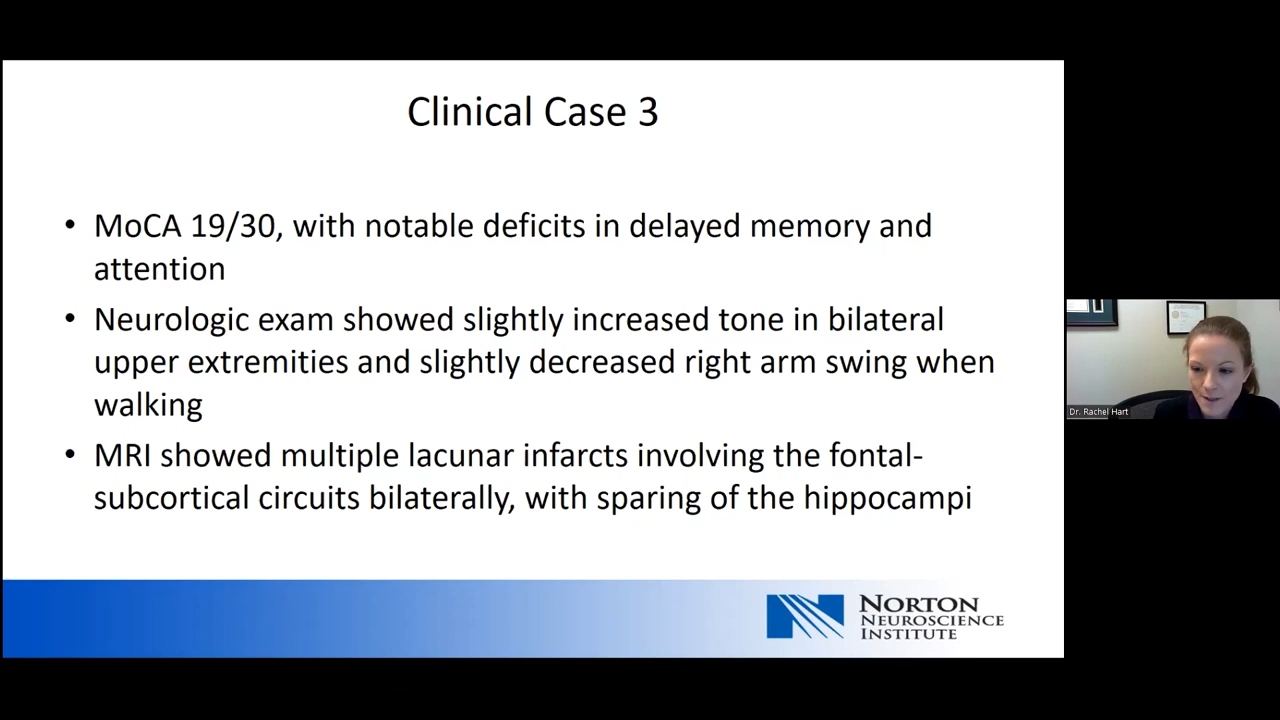 Clinical Case 3
• MoCA 19/30, with notable deficits in delayed memory and
attention
• Neurologic exam showed slightly increased tone in bilateral
upper extremities and slightly decreased right arm swing when
walking
• MRI showed multiple lacunar infarcts involving the fontal-
subcortical circuits bilaterally, with sparing of the hippocampi
NORTON
NEUROSCIENCE
INSTITUTE
Dr. Rachel Hart